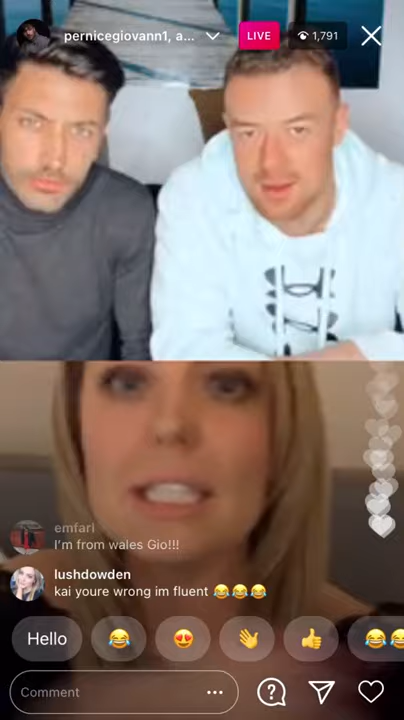 pernicegiovann1, a...
LIVE
1,791
emfarl
I'm from wales Gio!!!
lushdowden
kai youre wrong im fluent 😂😂😂
Hello 😂 😍 👋 👍 😂😂
Comment